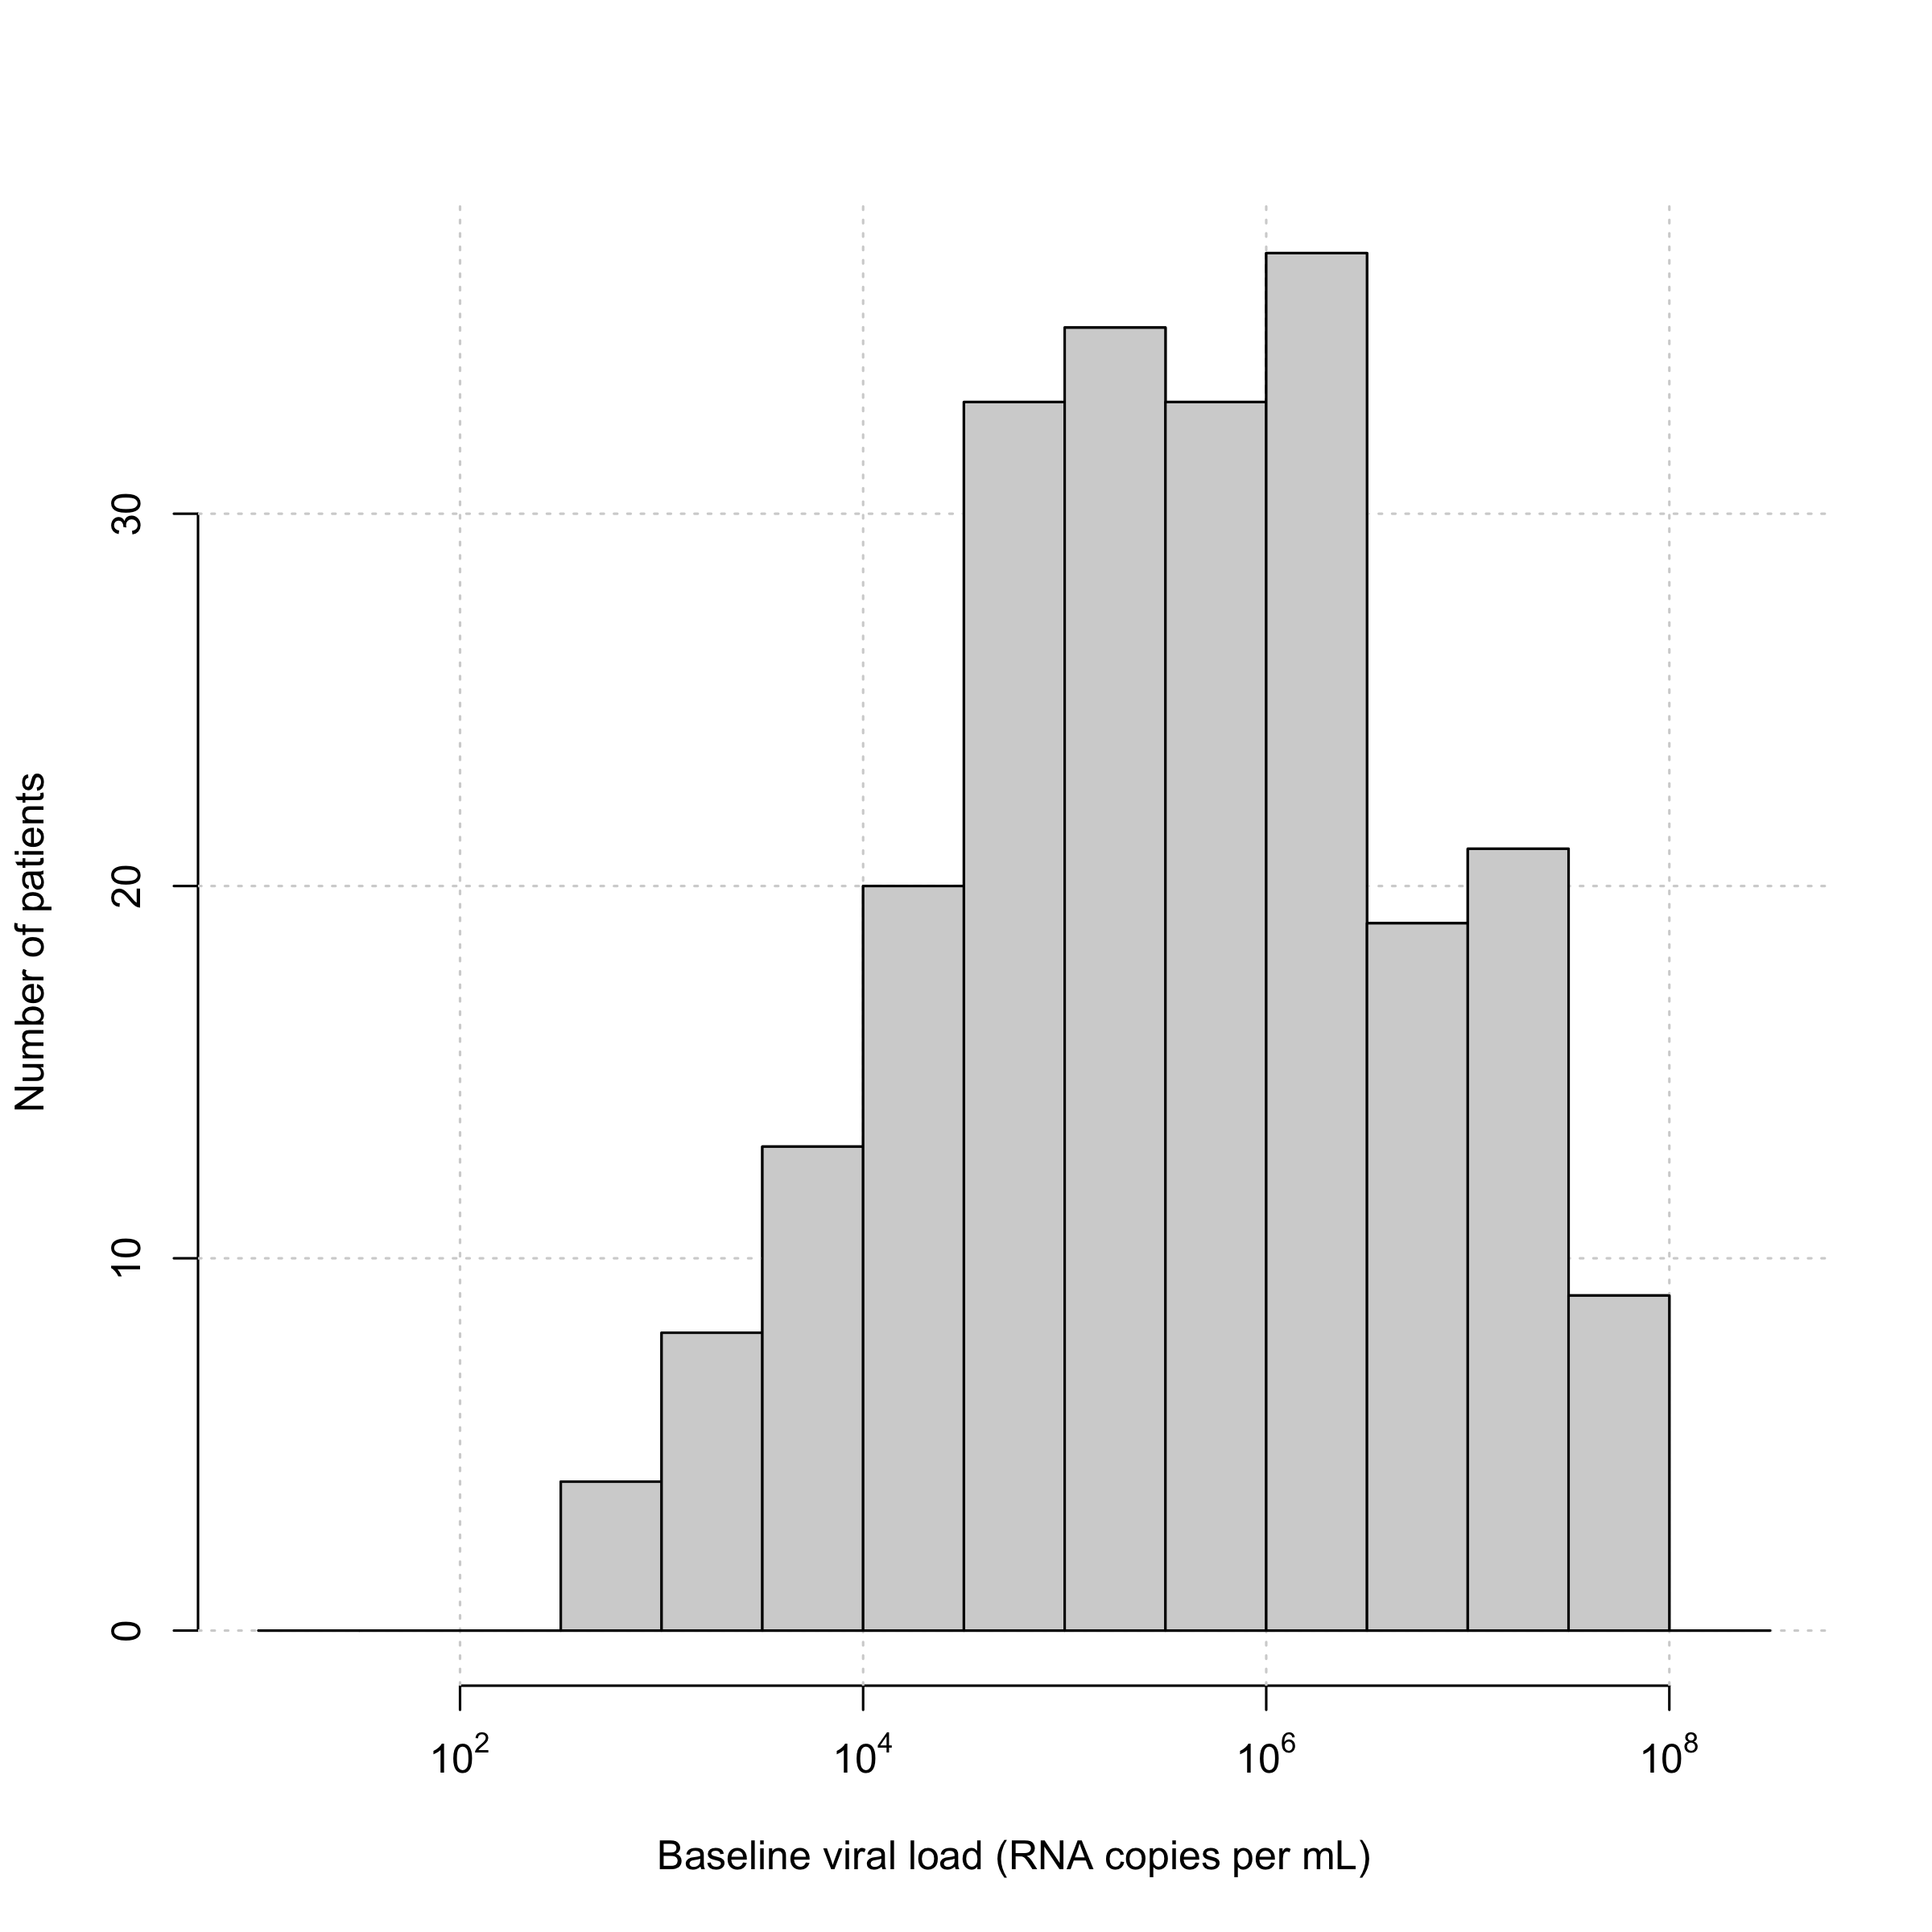 Number of patients
30
20
10
0
10² 10⁴ 10⁶ 10⁸
Baseline viral load (RNA copies per mL)